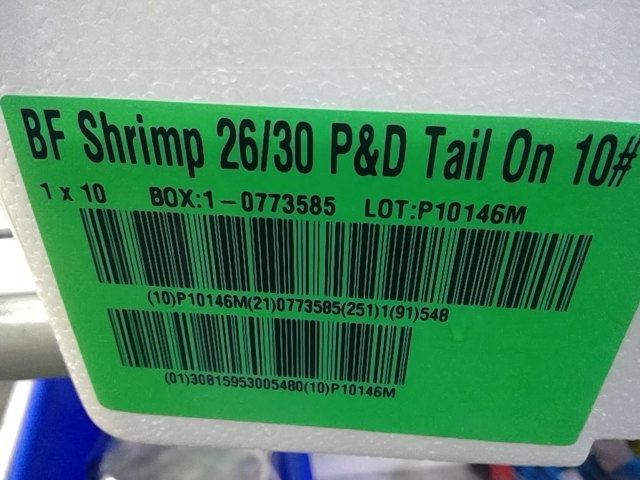 BF Shrimp 26/30 P&D Tail On 10#
1 x 10 BOX:1-0773585 LOT:P10146M
(10)P10146M(21)0773585(251)1(91)548
(01)30815953005480(10)P10146M